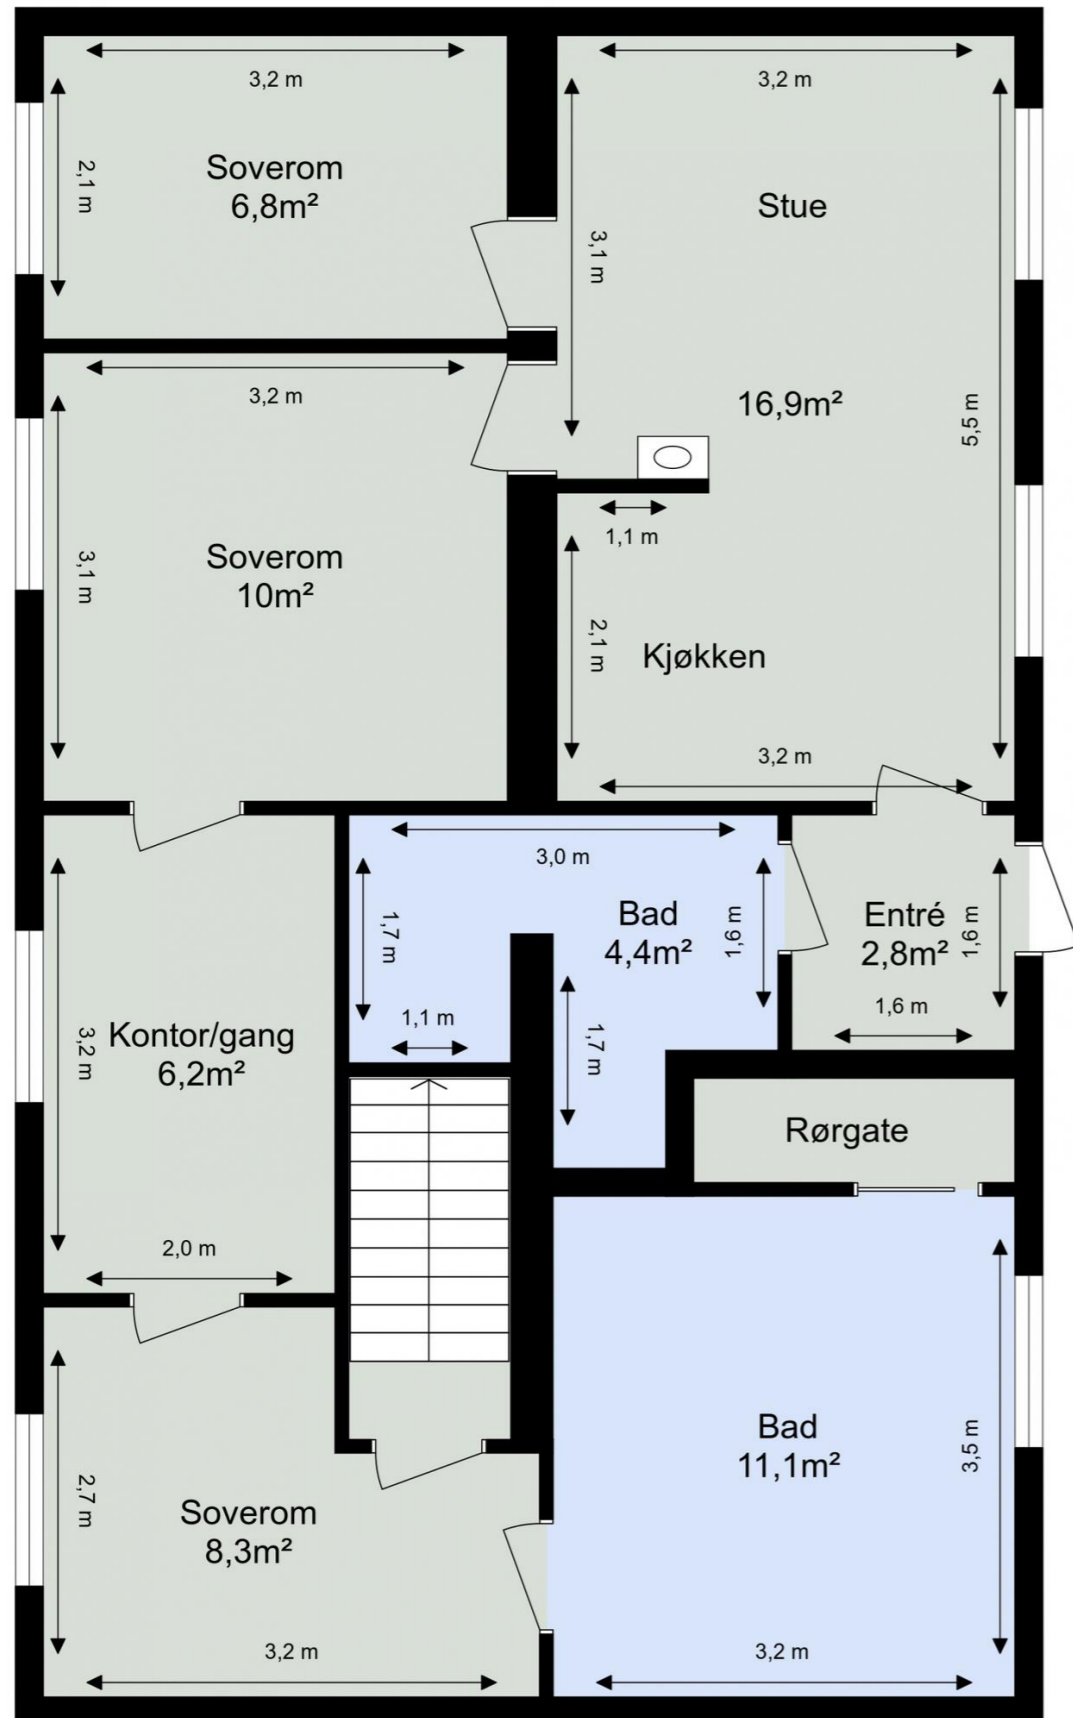 3,2 m
2,1 m
Soverom
6,8m²
3,2 m
3,1 m
Stue
16,9m²
5,5 m
3,2 m
3,1 m
Soverom
10m²
1,1 m
2,1 m
Kjøkken
3,2 m
3,0 m
1,7 m
1,1 m
Bad
4,4m²
1,6 m
1,7 m
Entré
2,8m²
1,6 m
1,6 m
Kontor/gang
6,2m²
3,2 m
2,0 m
Rørgate
Bad
11,1m²
3,5 m
3,2 m
2,7 m
Soverom
8,3m²
3,2 m